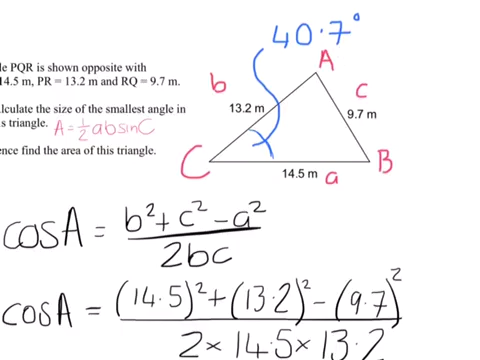 40.7°
le PQR is shown opposite with
14.5 m, PR = 13.2 m and RQ = 9.7 m.
alculate the size of the smallest angle in
is triangle. A = 1/2 ab sin C
ence find the area of this triangle.
A
b
c
13.2 m
9.7 m
C
B
14.5 m
a
cos A = (b² + c² - a²) / 2bc
cos A = ((14.5)² + (13.2)² - (9.7)²) / 2 × 14.5 × 13.2